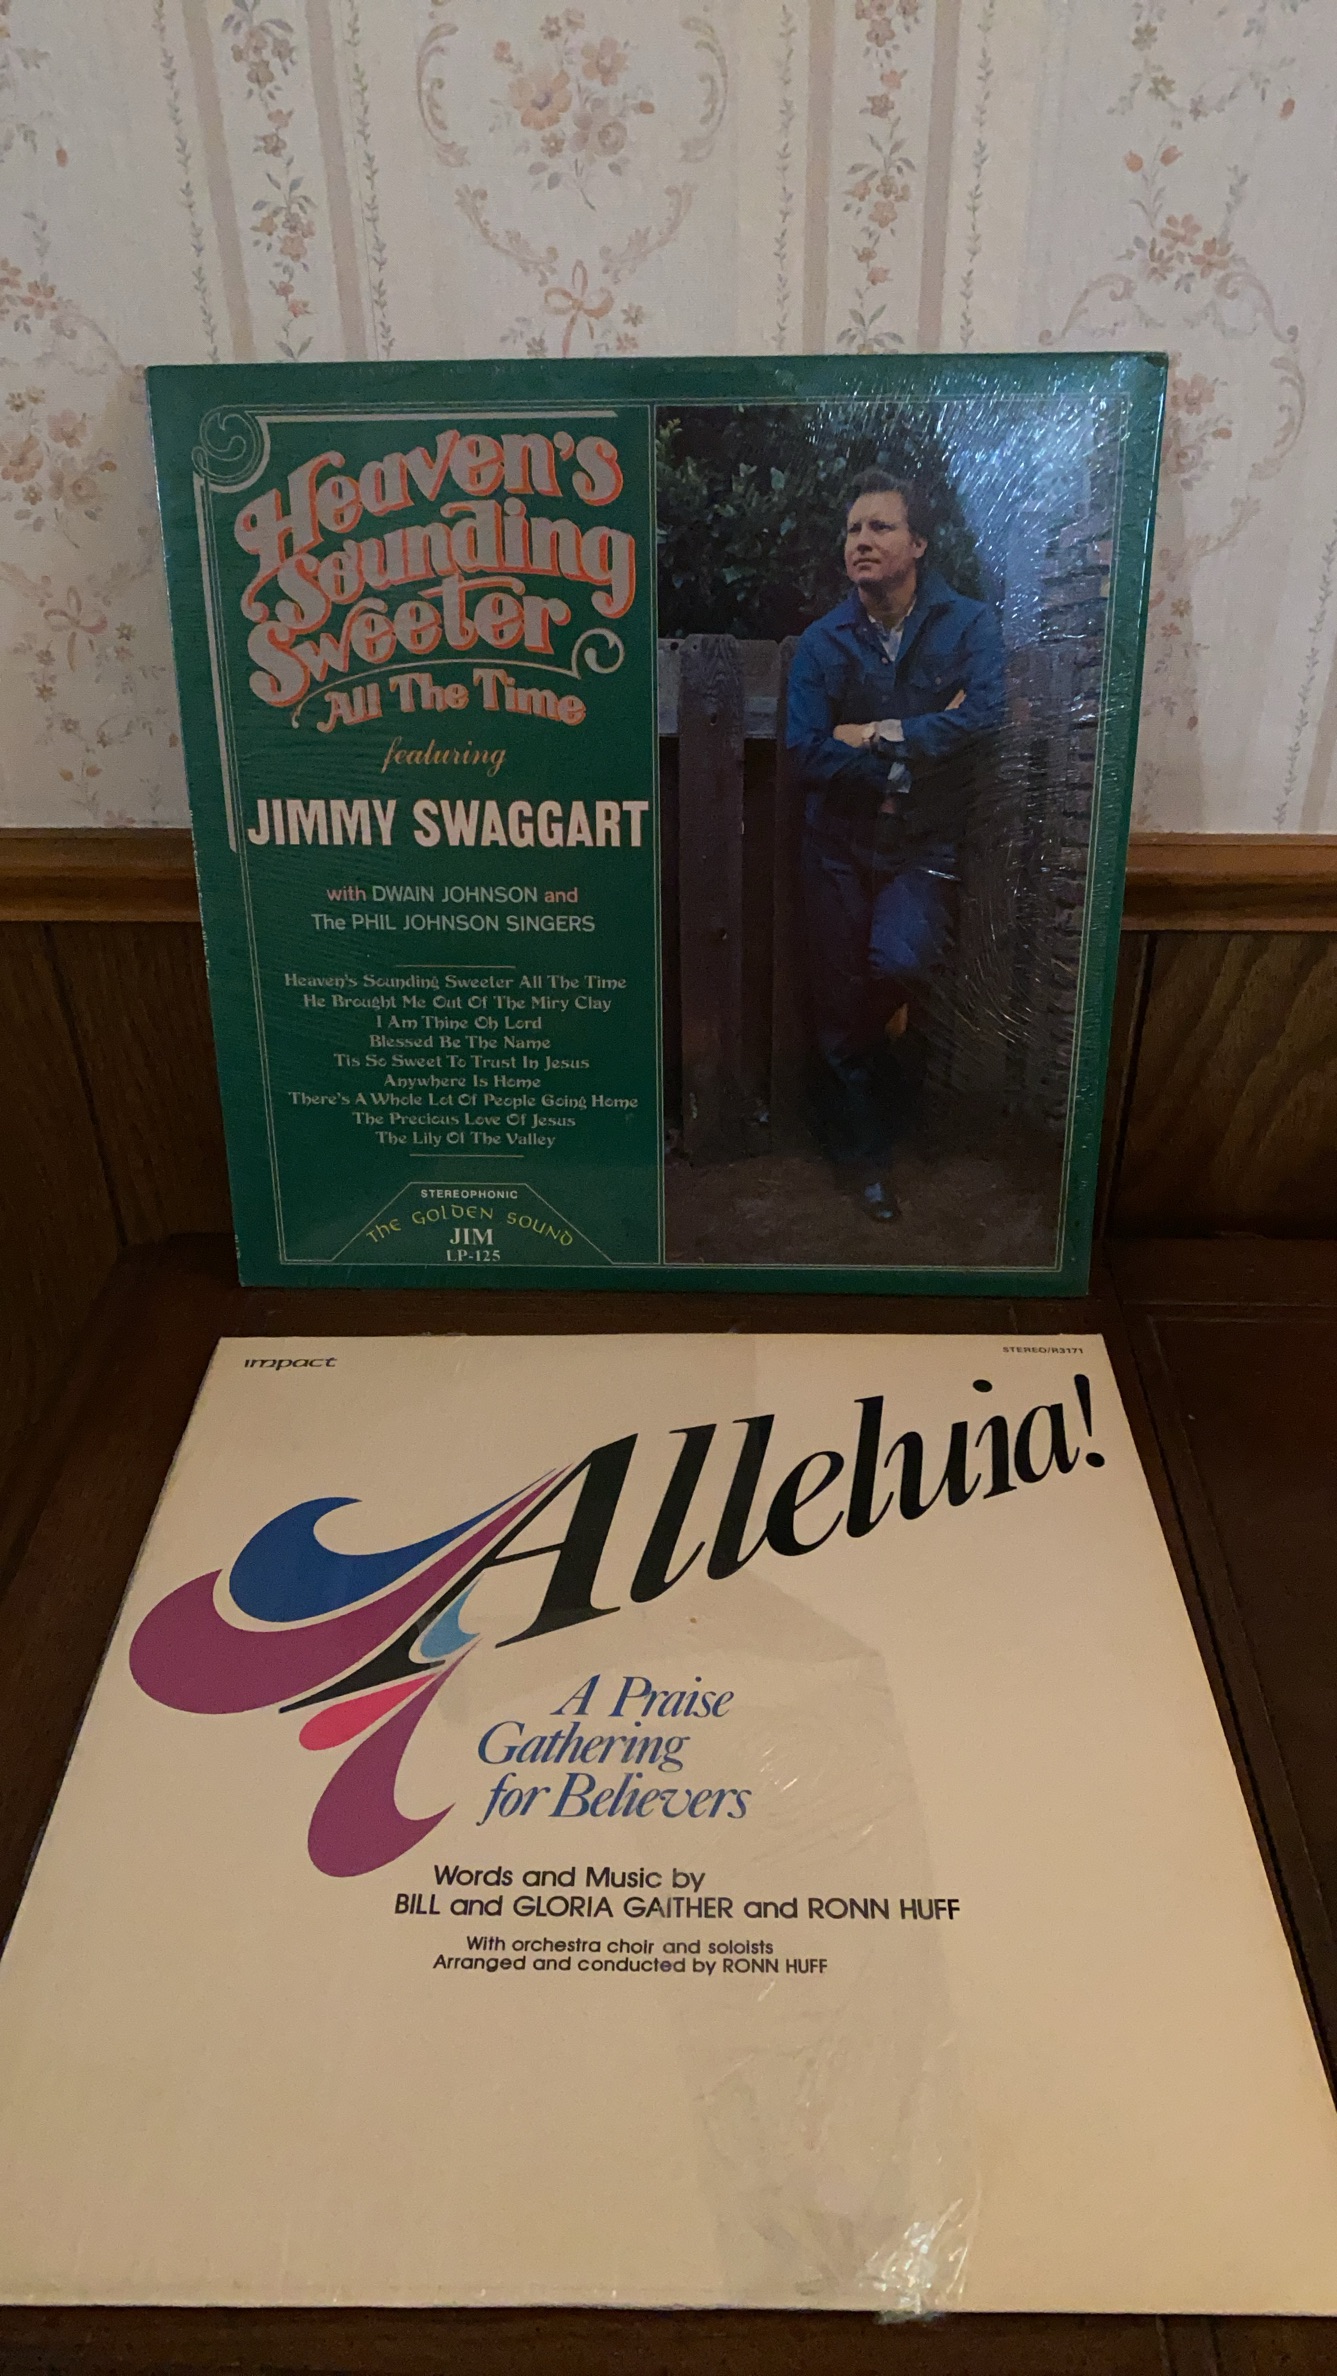 Heaven's
Sounding
Sweeter
All The Time
featuring
JIMMY SWAGGART
with DWAIN JOHNSON and
The PHIL JOHNSON SINGERS
Heaven's Sounding Sweeter All The Time
He Brought Me Out Of The Miry Clay
I Am Thine Oh Lord
Blessed Be The Name
Tis So Sweet To Trust In Jesus
Anywhere Is Home
There's A Whole Lot Of People Going Home
The Precious Love Of Jesus
The Lily Of The Valley
STEREOPHONIC
THE GOLDEN SOUND
JIM
LP-125
impact
STEREO/R3171
Alleluia!
A Praise
Gathering
for Believers
Words and Music by
BILL and GLORIA GAITHER and RONN HUFF
With orchestra choir and soloists
Arranged and conducted by RONN HUFF